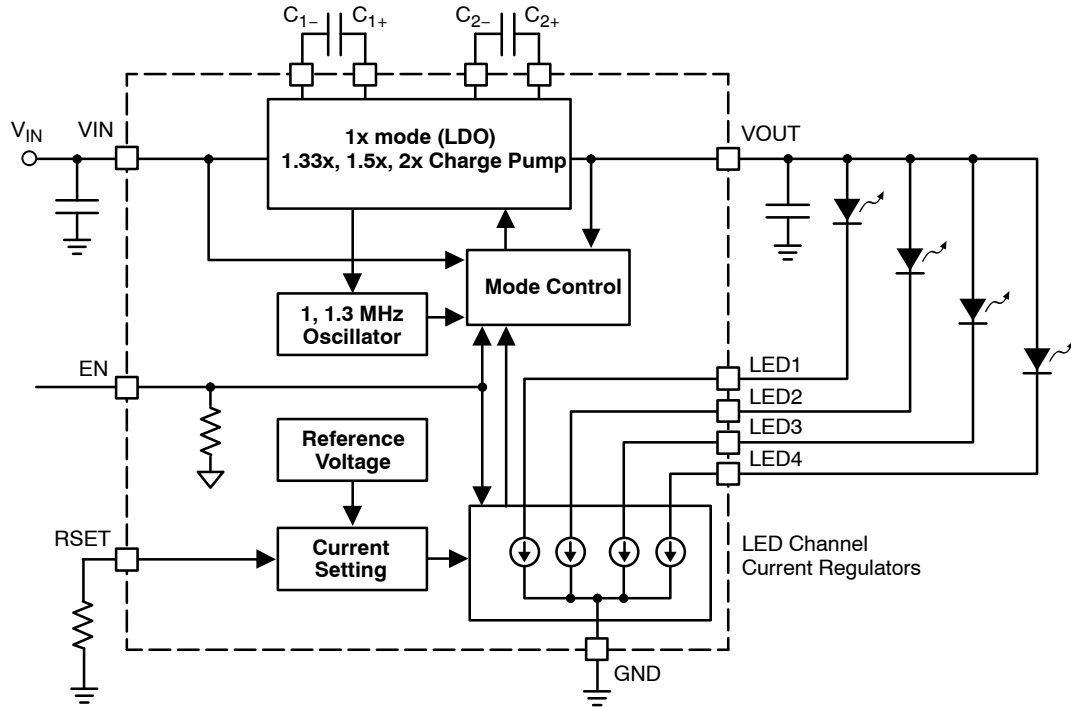 C1− C1+ C2− C2+
1x mode (LDO)
1.33x, 1.5x, 2x Charge Pump
VIN VIN
VOUT
Mode Control
1, 1.3 MHz
Oscillator
EN
LED1
LED2
LED3
LED4
Reference
Voltage
RSET
Current
Setting
LED Channel
Current Regulators
GND